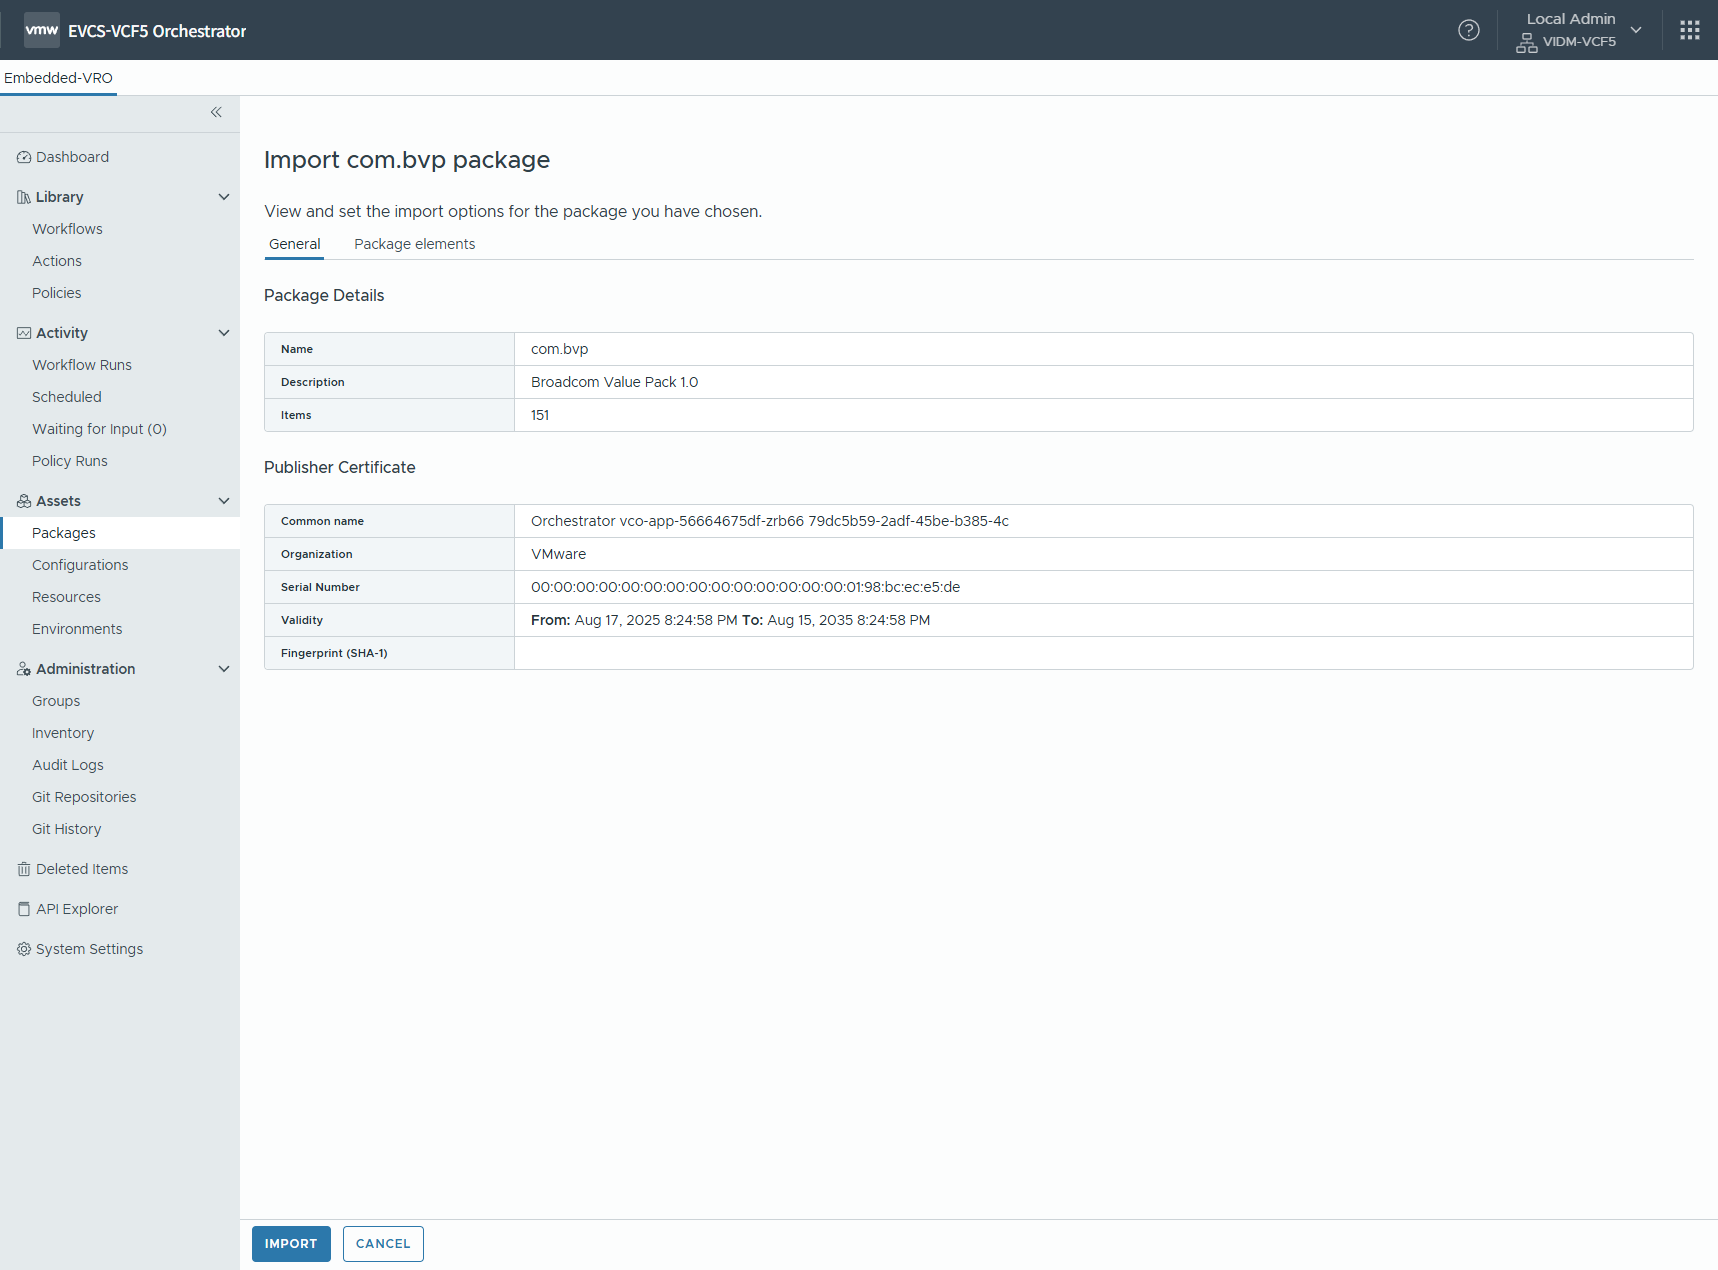 vmw EVCS-VCF5 Orchestrator
? Local Admin
VIDM-VCF5
Embedded-VRO
Dashboard
Library
Workflows
Actions
Policies
Activity
Workflow Runs
Scheduled
Waiting for Input (0)
Policy Runs
Assets
Packages
Configurations
Resources
Environments
Administration
Groups
Inventory
Audit Logs
Git Repositories
Git History
Deleted Items
API Explorer
System Settings
Import com.bvp package
View and set the import options for the package you have chosen.
General Package elements
Package Details
Name com.bvp
Description Broadcom Value Pack 1.0
Items 151
Publisher Certificate
Common name Orchestrator vco-app-56664675df-zrb66 79dc5b59-2adf-45be-b385-4c
Organization VMware
Serial Number 00:00:00:00:00:00:00:00:00:00:00:00:00:00:01:98:bc:ec:e5:de
Validity From: Aug 17, 2025 8:24:58 PM To: Aug 15, 2035 8:24:58 PM
Fingerprint (SHA-1)
IMPORT CANCEL